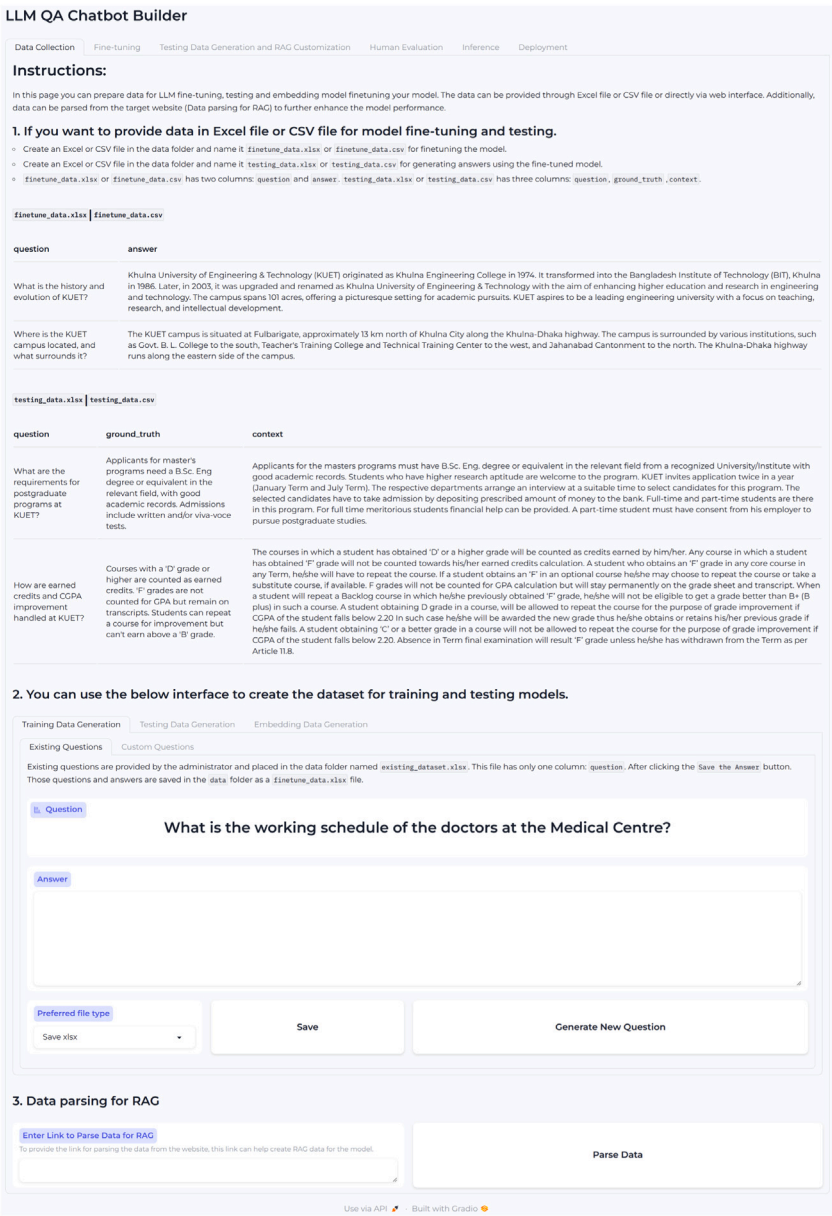 LLM QA Chatbot Builder
Data Collection Fine-tuning Testing Data Generation and RAG Customization Human Evaluation Inference Deployment
Instructions:
In this page you can prepare data for LLM fine-tuning, testing and embedding model finetuning your model. The data can be provided through Excel file or CSV file or directly via web interface. Additionally,
data can be parsed from the target website (Data parsing for RAG) to further enhance the model performance.
1. If you want to provide data in Excel file or CSV file for model fine-tuning and testing.
Create an Excel or CSV file in the data folder and name it finetune_data.xlsx or finetune_data.csv for finetuning the model.
Create an Excel or CSV file in the data folder and name it testing_data.xlsx or testing_data.csv for generating answers using the fine-tuned model.
finetune_data.xlsx or finetune_data.csv has two columns: question and answer. testing_data.xlsx or testing_data.csv has three columns: question, ground_truth ,context.
finetune_data.xlsx | finetune_data.csv
question answer
What is the history and
evolution of KUET?
Khulna University of Engineering & Technology (KUET) originated as Khulna Engineering College in 1974. It transformed into the Bangladesh Institute of Technology (BIT), Khulna
in 1986. Later, in 2003, it was upgraded and renamed as Khulna University of Engineering & Technology with the aim of enhancing higher education and research in engineering
and technology. The campus spans 101 acres, offering a picturesque setting for academic pursuits. KUET aspires to be a leading engineering university with a focus on teaching,
research, and intellectual development.
Where is the KUET
campus located, and
what surrounds it?
The KUET campus is situated at Fulbarigate, approximately 13 km north of Khulna City along the Khulna-Dhaka highway. The campus is surrounded by various institutions, such
as Govt. B. L. College to the south, Teacher's Training College and Technical Training Center to the west, and Jahanabad Cantonment to the north. The Khulna-Dhaka highway
runs along the eastern side of the campus.
testing_data.xlsx | testing_data.csv
question ground_truth context
What are the
requirements for
postgraduate
programs at
KUET?
Applicants for master's
programs need a B.Sc. Eng
degree or equivalent in the
relevant field, with good
academic records. Admissions
include written and/or viva-voce
tests.
Applicants for the masters programs must have B.Sc. Eng. degree or equivalent in the relevant field from a recognized University/Institute with
good academic records. Students who have higher research aptitude are welcome to the program. KUET invites application twice in a year
(January Term and July Term). The respective departments arrange an interview at a suitable time to select candidates for this program. The
selected candidates have to take admission by depositing prescribed amount of money to the bank. Full-time and part-time students are there
in this program. For full time meritorious students financial help can be provided. A part-time student must have consent from his employer to
pursue postgraduate studies.
How are earned
credits and CGPA
improvement
handled at KUET?
Courses with a 'D' grade or
higher are counted as earned
credits. 'F' grades are not
counted for GPA but remain on
transcripts. Students can repeat
a course for improvement but
can't earn above a 'B' grade.
The courses in which a student has obtained 'D' or a higher grade will be counted as credits earned by him/her. Any course in which a student
has obtained 'F' grade will not be counted towards his/her earned credits calculation. A student who obtains an 'F' grade in any core course in
any Term, he/she will have to repeat the course. If a student obtains an 'F' in an optional course he/she may choose to repeat the course or take a
substitute course, if available. F grades will not be counted for GPA calculation but will stay permanently on the grade sheet and transcript. When
a student will repeat a Backlog course in which he/she previously obtained 'F' grade, he/she will not be eligible to get a grade better than B+ (B
plus) in such a course. A student obtaining D grade in a course, will be allowed to repeat the course for the purpose of grade improvement if
CGPA of the student falls below 2.20 In such case he/she will be awarded the new grade thus he/she obtains or retains his/her previous grade if
he/she fails. A student obtaining 'C' or a better grade in a course will not be allowed to repeat the course for the purpose of grade improvement if
CGPA of the student falls below 2.20. Absence in Term final examination will result 'F' grade unless he/she has withdrawn from the Term as per
Article 11.8.
2. You can use the below interface to create the dataset for training and testing models.
Training Data Generation Testing Data Generation Embedding Data Generation
Existing Questions Custom Questions
Existing questions are provided by the administrator and placed in the data folder named existing_dataset.xlsx. This file has only one column: question. After clicking the Save the Answer button.
Those questions and answers are saved in the data folder as a finetune_data.xlsx file.
Question
What is the working schedule of the doctors at the Medical Centre?
Answer
Preferred file type
Save xlsx
Save
Generate New Question
3. Data parsing for RAG
Enter Link to Parse Data for RAG
To provide the link for parsing the data from the website, this link can help create RAG data for the model.
Parse Data
Use via API · Built with Gradio